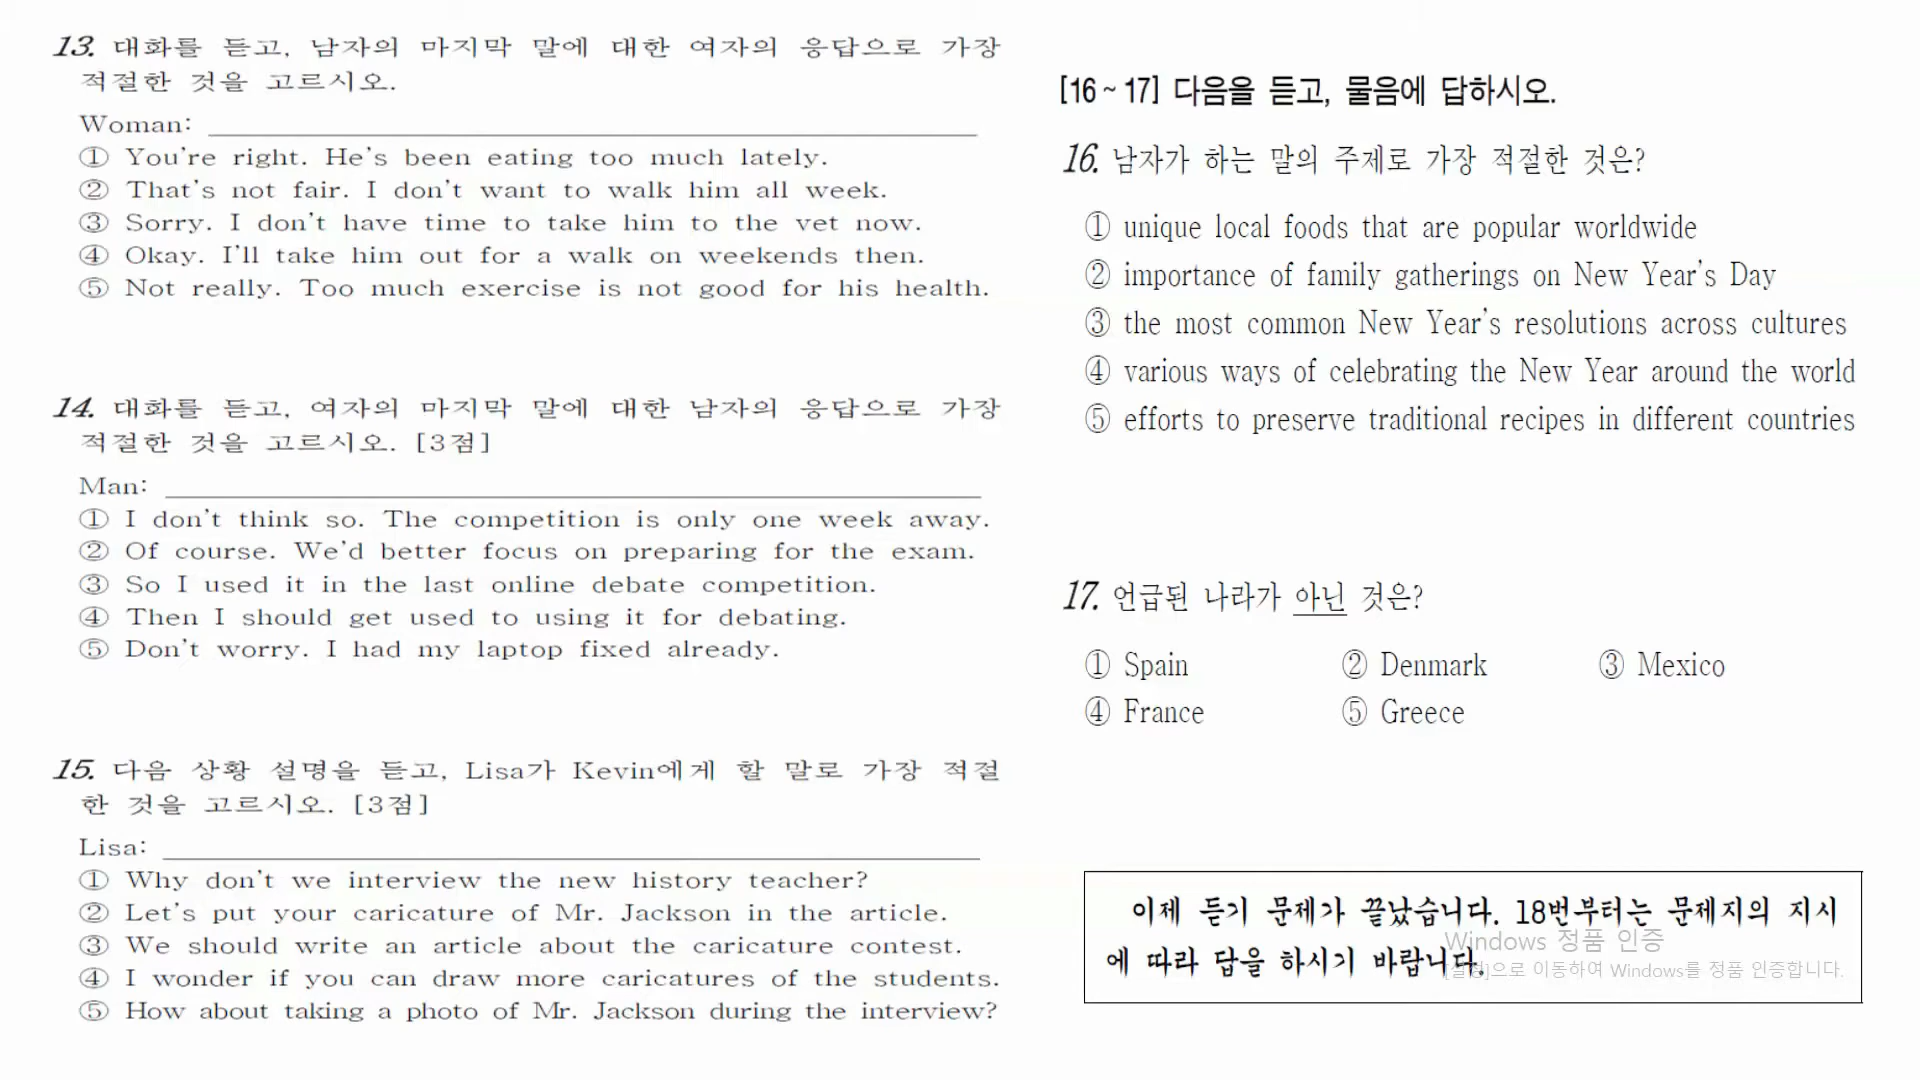 13. 대화를 듣고, 남자의 마지막 말에 대한 여자의 응답으로 가장
적절한 것을 고르시오.
Woman:
① You're right. He's been eating too much lately.
② That's not fair. I don't want to walk him all week.
③ Sorry. I don't have time to take him to the vet now.
④ Okay. I'll take him out for a walk on weekends then.
⑤ Not really. Too much exercise is not good for his health.
14. 대화를 듣고, 여자의 마지막 말에 대한 남자의 응답으로 가장
적절한 것을 고르시오. [3점]
Man:
① I don't think so. The competition is only one week away.
② Of course. We'd better focus on preparing for the exam.
③ So I used it in the last online debate competition.
④ Then I should get used to using it for debating.
⑤ Don't worry. I had my laptop fixed already.
15. 다음 상황 설명을 듣고, Lisa가 Kevin에게 할 말로 가장 적절
한 것을 고르시오. [3점]
Lisa:
① Why don't we interview the new history teacher?
② Let's put your caricature of Mr. Jackson in the article.
③ We should write an article about the caricature contest.
④ I wonder if you can draw more caricatures of the students.
⑤ How about taking a photo of Mr. Jackson during the interview?
[16~17] 다음을 듣고, 물음에 답하시오.
16. 남자가 하는 말의 주제로 가장 적절한 것은?
① unique local foods that are popular worldwide
② importance of family gatherings on New Year's Day
③ the most common New Year's resolutions across cultures
④ various ways of celebrating the New Year around the world
⑤ efforts to preserve traditional recipes in different countries
17. 언급된 나라가 아닌 것은?
① Spain ② Denmark ③ Mexico
④ France ⑤ Greece
이제 듣기 문제가 끝났습니다. 18번부터는 문제지의 지시
에 따라 답을 하시기 바랍니다.
Windows 정품 인증
[설정]으로 이동하여 Windows를 정품 인증합니다.